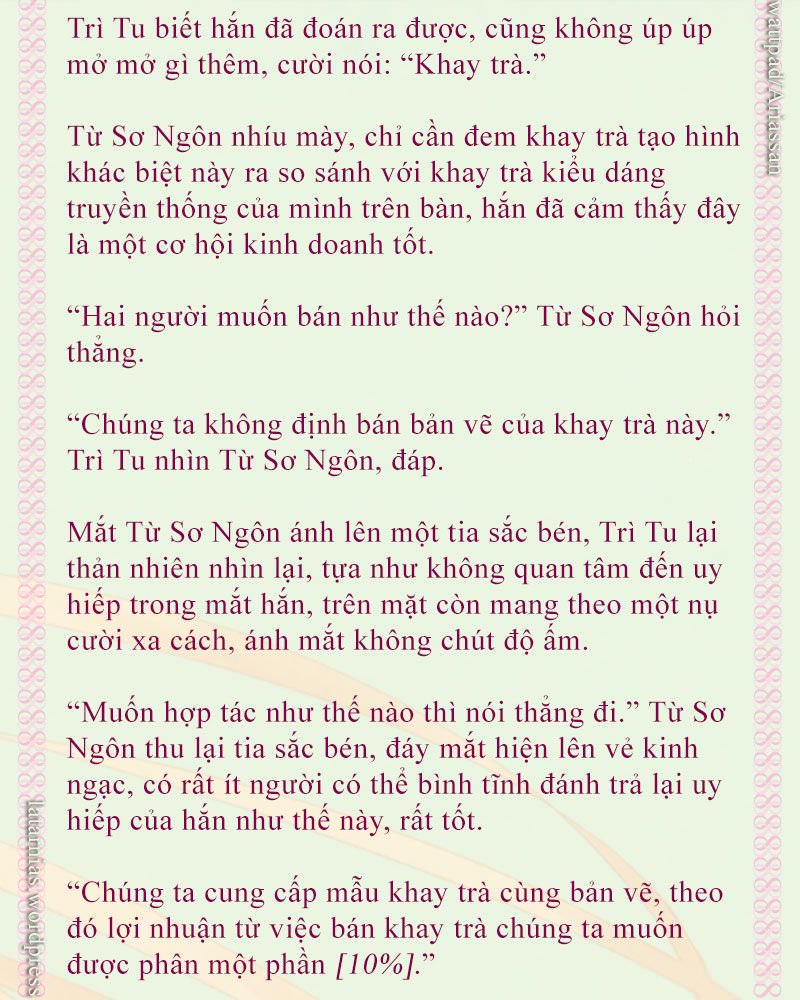 Trì Tu biết hắn đã đoán ra được, cũng không úp úp
mở mở gì thêm, cười nói: “Khay trà.”
Từ Sơ Ngôn nhíu mày, chỉ cần đem khay trà tạo hình
khác biệt này ra so sánh với khay trà kiểu dáng
truyền thống của mình trên bàn, hắn đã cảm thấy đây
là một cơ hội kinh doanh tốt.
“Hai người muốn bán như thế nào?” Từ Sơ Ngôn hỏi
thẳng.
“Chúng ta không định bán bản vẽ của khay trà này.”
Trì Tu nhìn Từ Sơ Ngôn, đáp.
Mắt Từ Sơ Ngôn ánh lên một tia sắc bén, Trì Tu lại
thản nhiên nhìn lại, tựa như không quan tâm đến uy
hiếp trong mắt hắn, trên mặt còn mang theo một nụ
cười xa cách, ánh mắt không chút độ ấm.
“Muốn hợp tác như thế nào thì nói thẳng đi.” Từ Sơ
Ngôn thu lại tia sắc bén, đáy mắt hiện lên vẻ kinh
ngạc, có rất ít người có thể bình tĩnh đánh trả lại uy
hiếp của hắn như thế này, rất tốt.
“Chúng ta cung cấp mẫu khay trà cùng bản vẽ, theo
đó lợi nhuận từ việc bán khay trà chúng ta muốn
được phân một phần [10%].”
wattpad/Ariassan
latamias.wordpress